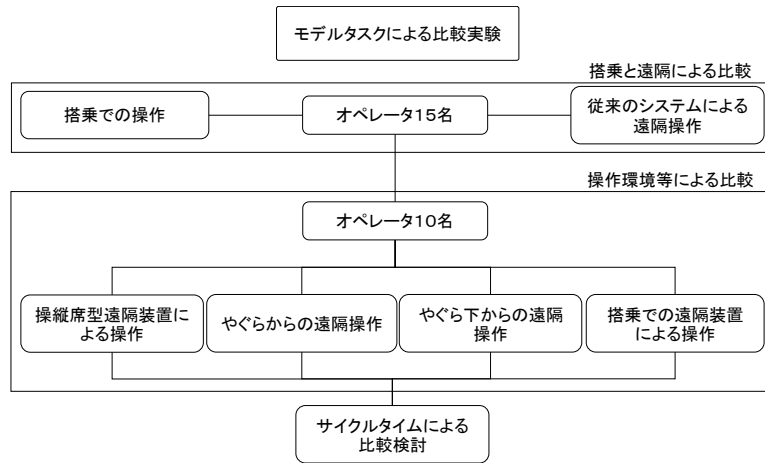 モデルタスクによる比較実験
搭乗と遠隔による比較
搭乗での操作
オペレータ15名
従来のシステムによる
遠隔操作
操作環境等による比較
オペレータ10名
操縦席型遠隔装置に
よる操作
やぐらからの遠隔操作
やぐら下からの遠隔
操作
搭乗での遠隔装置
による操作
サイクルタイムによる
比較検討